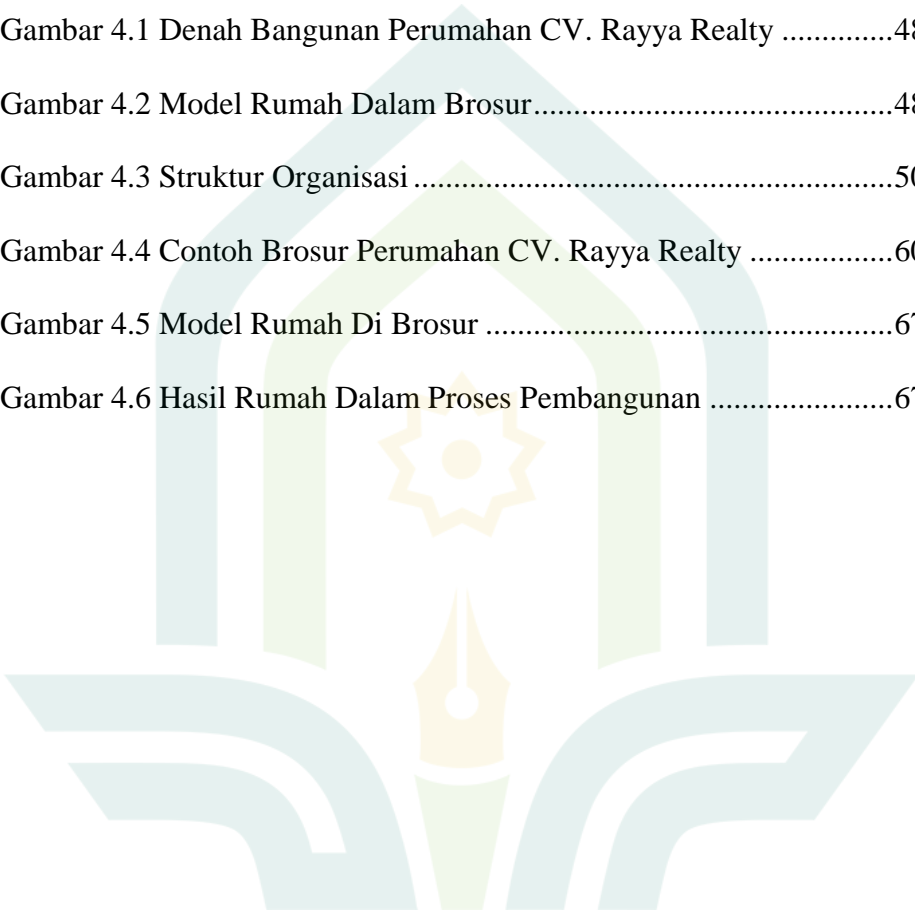 Gambar 4.1 Denah Bangunan Perumahan CV. Rayya Realty ..............48
Gambar 4.2 Model Rumah Dalam Brosur............................................48
Gambar 4.3 Struktur Organisasi ...........................................................50
Gambar 4.4 Contoh Brosur Perumahan CV. Rayya Realty .................60
Gambar 4.5 Model Rumah Di Brosur ..................................................67
Gambar 4.6 Hasil Rumah Dalam Proses Pembangunan ......................67